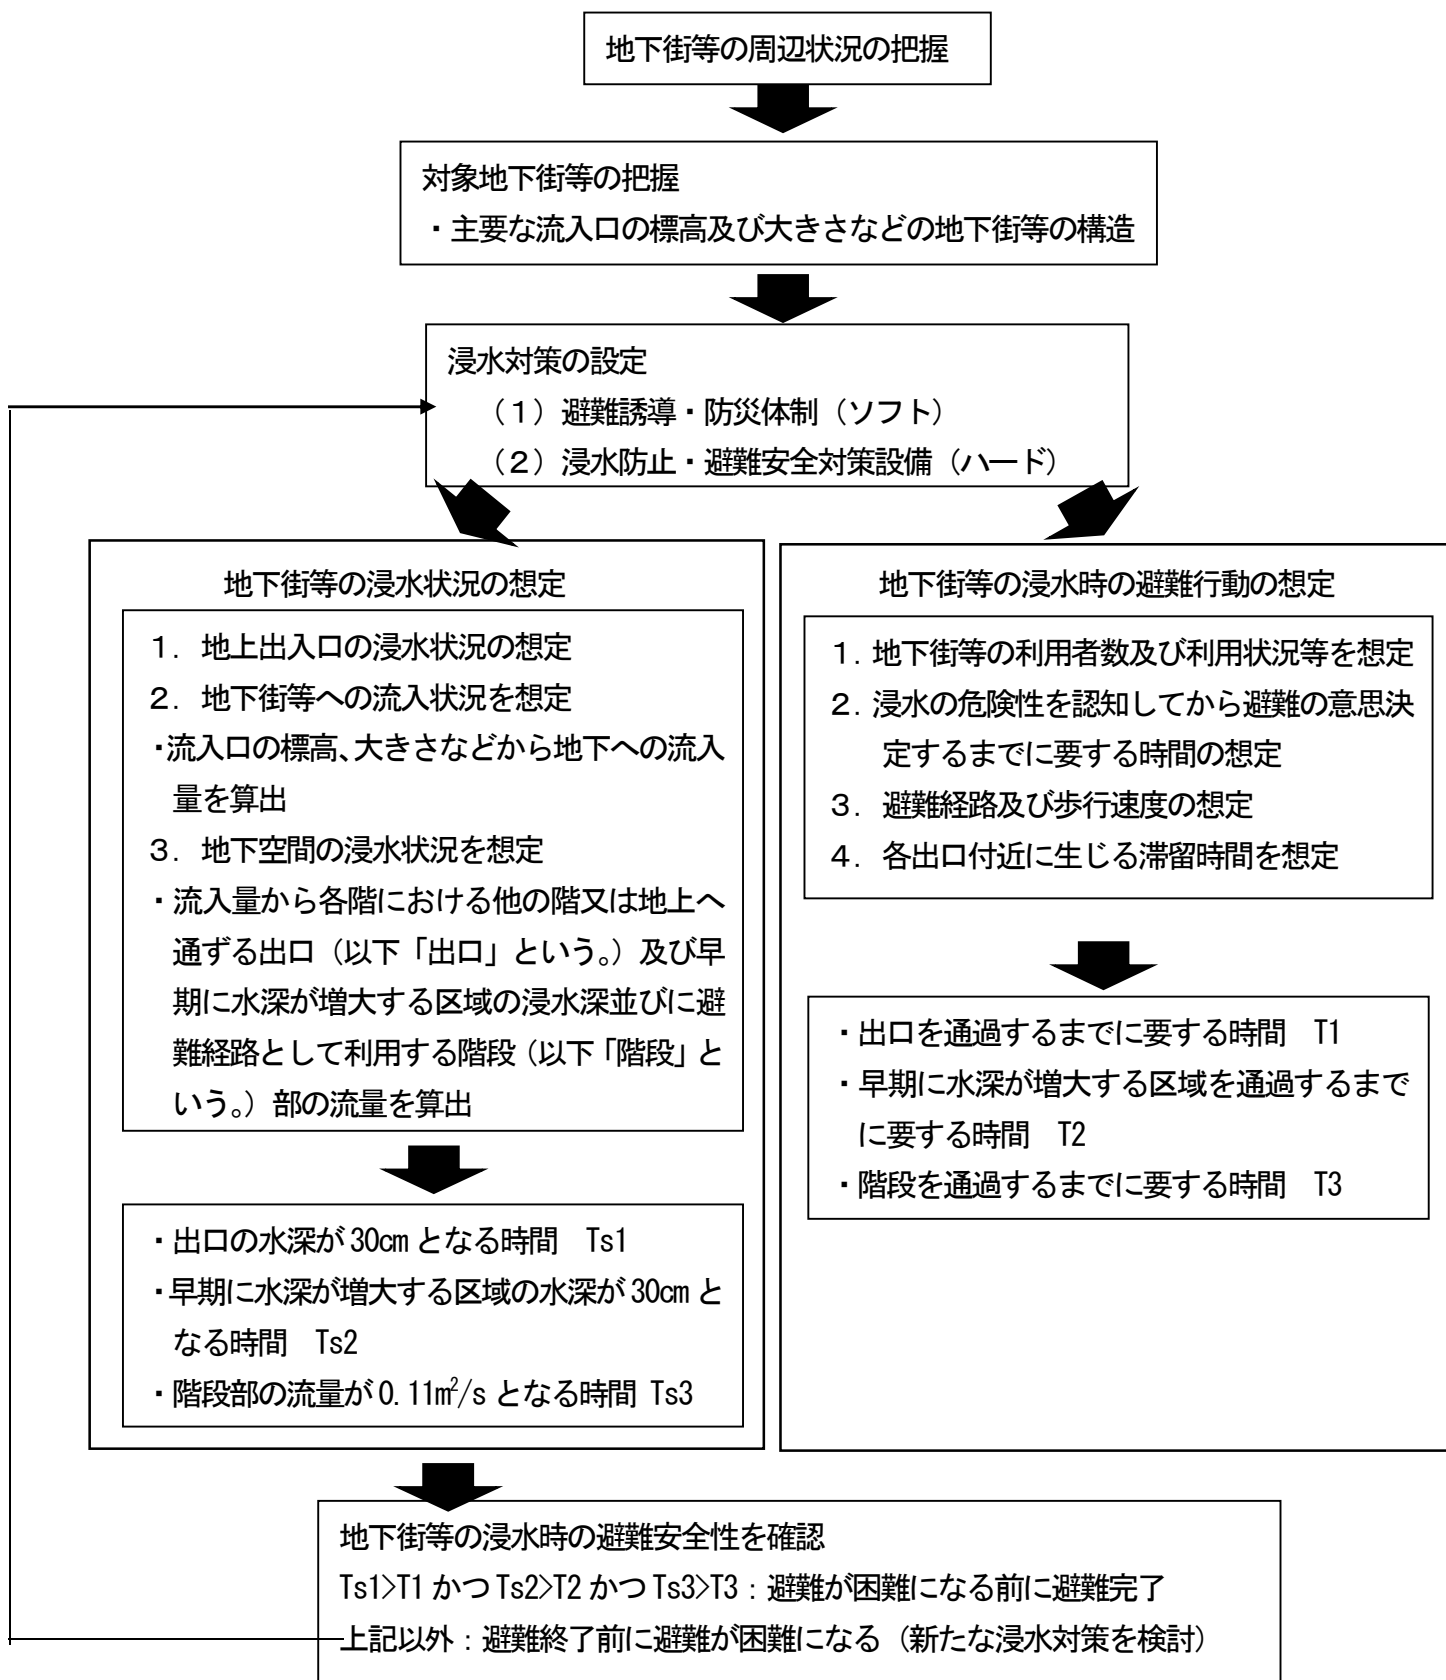 地下街等の周辺状況の把握
対象地下街等の把握
・主要な流入口の標高及び大きさなどの地下街等の構造
浸水対策の設定
（１）避難誘導・防災体制（ソフト）
（２）浸水防止・避難安全対策設備（ハード）
地下街等の浸水状況の想定
１．地上出入口の浸水状況の想定
２．地下街等への流入状況を想定
・流入口の標高、大きさなどから地下への流入
量を算出
３．地下空間の浸水状況を想定
・流入量から各階における他の階又は地上へ
通ずる出口（以下「出口」という。）及び早
期に水深が増大する区域の浸水深並びに避
難経路として利用する階段（以下「階段」と
いう。）部の流量を算出
・出口の水深が30cmとなる時間　Ts1
・早期に水深が増大する区域の水深が30cmと
なる時間　Ts2
・階段部の流量が0.11㎡/sとなる時間 Ts3
地下街等の浸水時の避難行動の想定
１．地下街等の利用者数及び利用状況等を想定
２．浸水の危険性を認知してから避難の意思決
定するまでに要する時間の想定
３．避難経路及び歩行速度の想定
４．各出口付近に生じる滞留時間を想定
・出口を通過するまでに要する時間　T1
・早期に水深が増大する区域を通過するまで
に要する時間　T2
・階段を通過するまでに要する時間　T3
地下街等の浸水時の避難安全性を確認
Ts1>T1 かつ Ts2>T2 かつ Ts3>T3：避難が困難になる前に避難完了
上記以外：避難終了前に避難が困難になる（新たな浸水対策を検討）